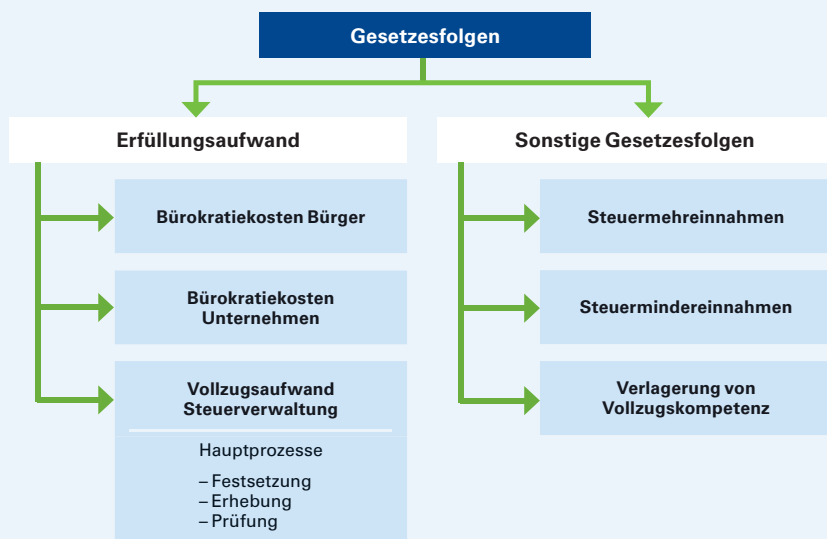 Gesetzesfolgen
Erfüllungsaufwand
Bürokratiekosten Bürger
Bürokratiekosten
Unternehmen
Vollzugsaufwand
Steuerverwaltung
Hauptprozesse
– Festsetzung
– Erhebung
– Prüfung
Sonstige Gesetzesfolgen
Steuermehreinnahmen
Steuermindereinnahmen
Verlagerung von
Vollzugskompetenz